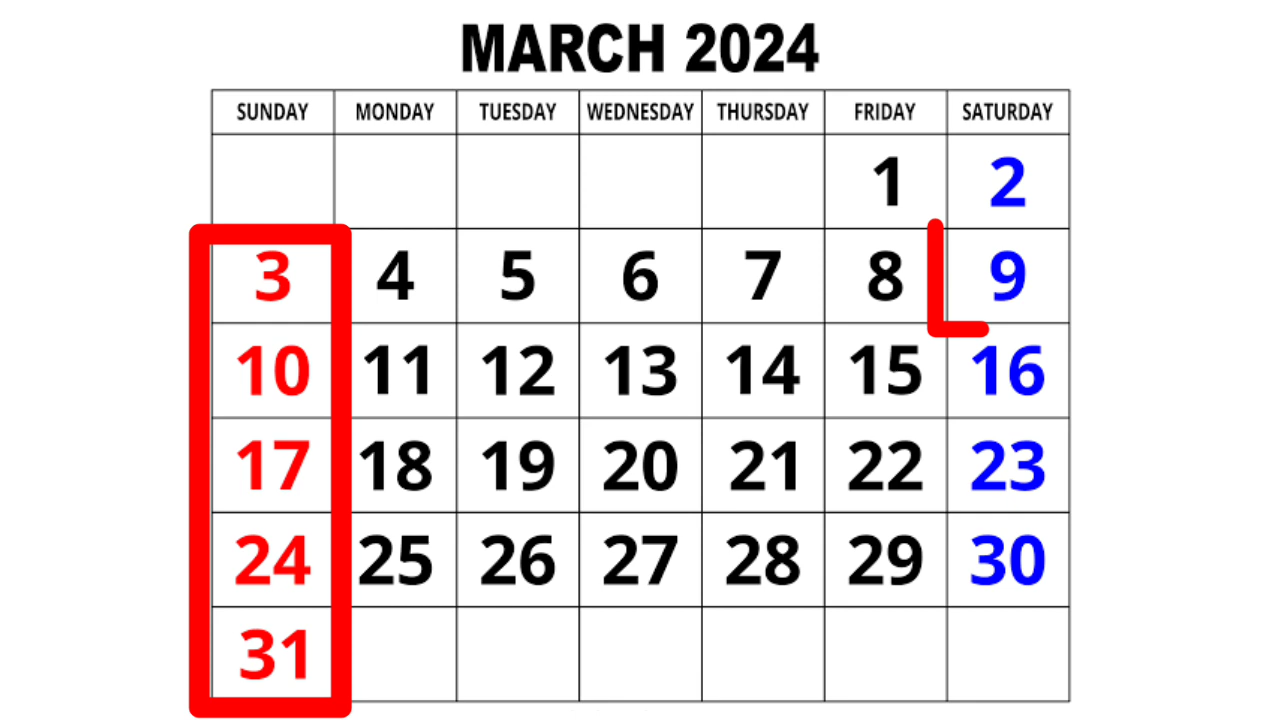 MARCH 2024
SUNDAY MONDAY TUESDAY WEDNESDAY THURSDAY FRIDAY SATURDAY
1 2
3 4 5 6 7 8 9
10 11 12 13 14 15 16
17 18 19 20 21 22 23
24 25 26 27 28 29 30
31